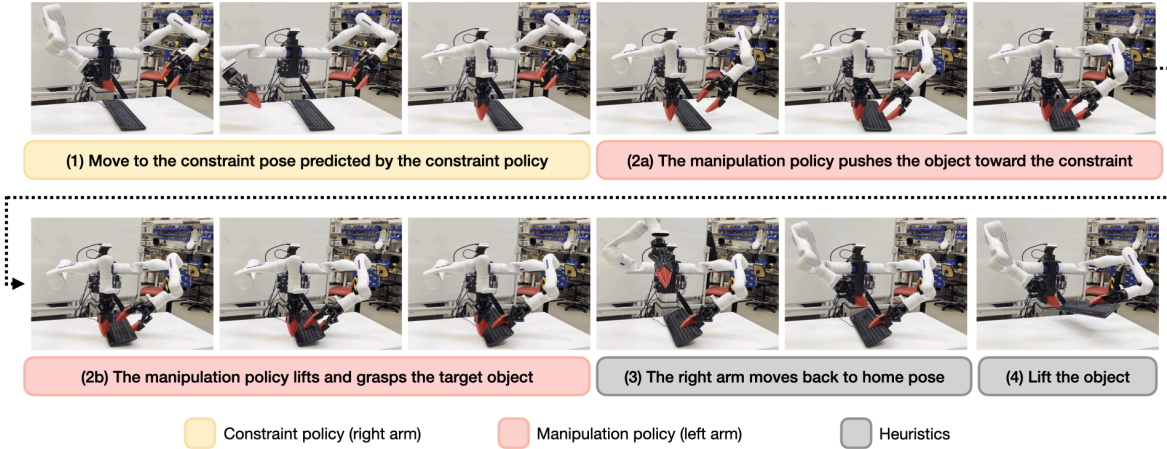 (1) Move to the constraint pose predicted by the constraint policy
(2a) The manipulation policy pushes the object toward the constraint
(2b) The manipulation policy lifts and grasps the target object
(3) The right arm moves back to home pose
(4) Lift the object
Constraint policy (right arm)
Manipulation policy (left arm)
Heuristics